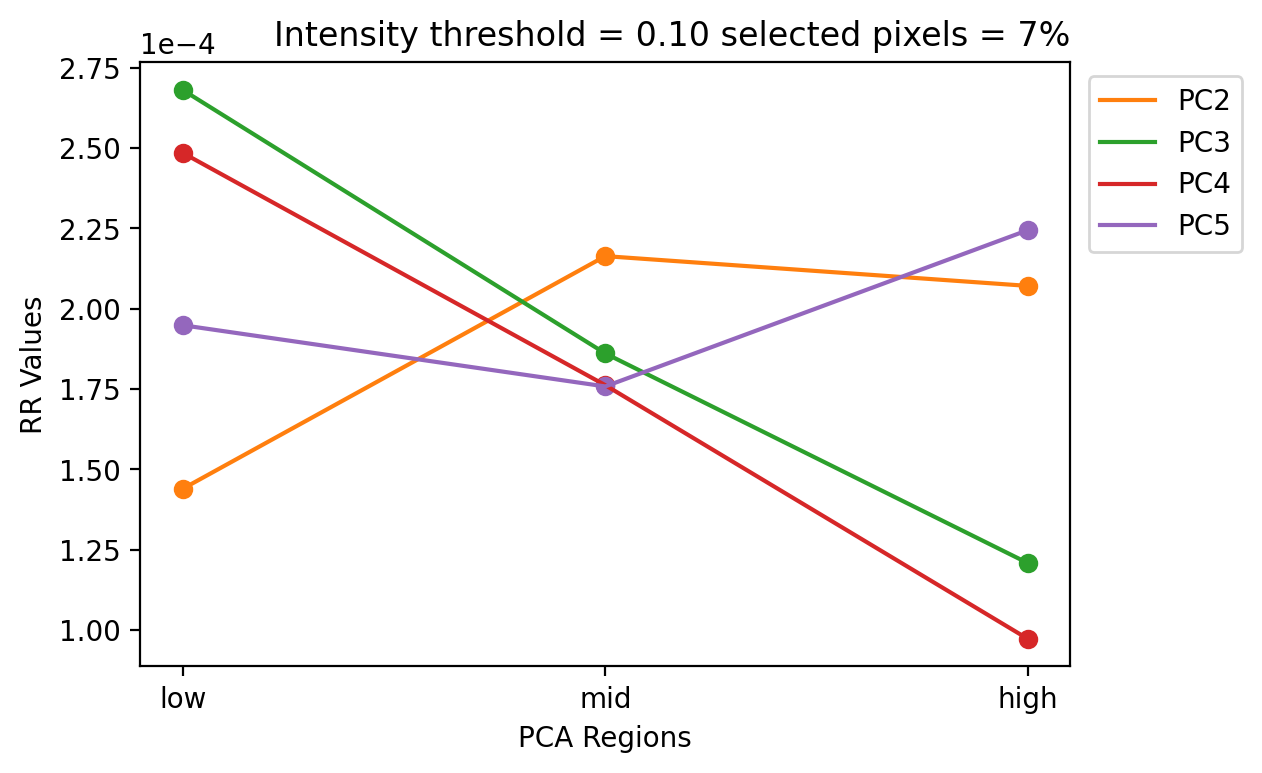 Intensity threshold = 0.10 selected pixels = 7%
1e−4
2.75
2.50
2.25
2.00
1.75
1.50
1.25
1.00
RR Values
low
mid
high
PCA Regions
PC2
PC3
PC4
PC5